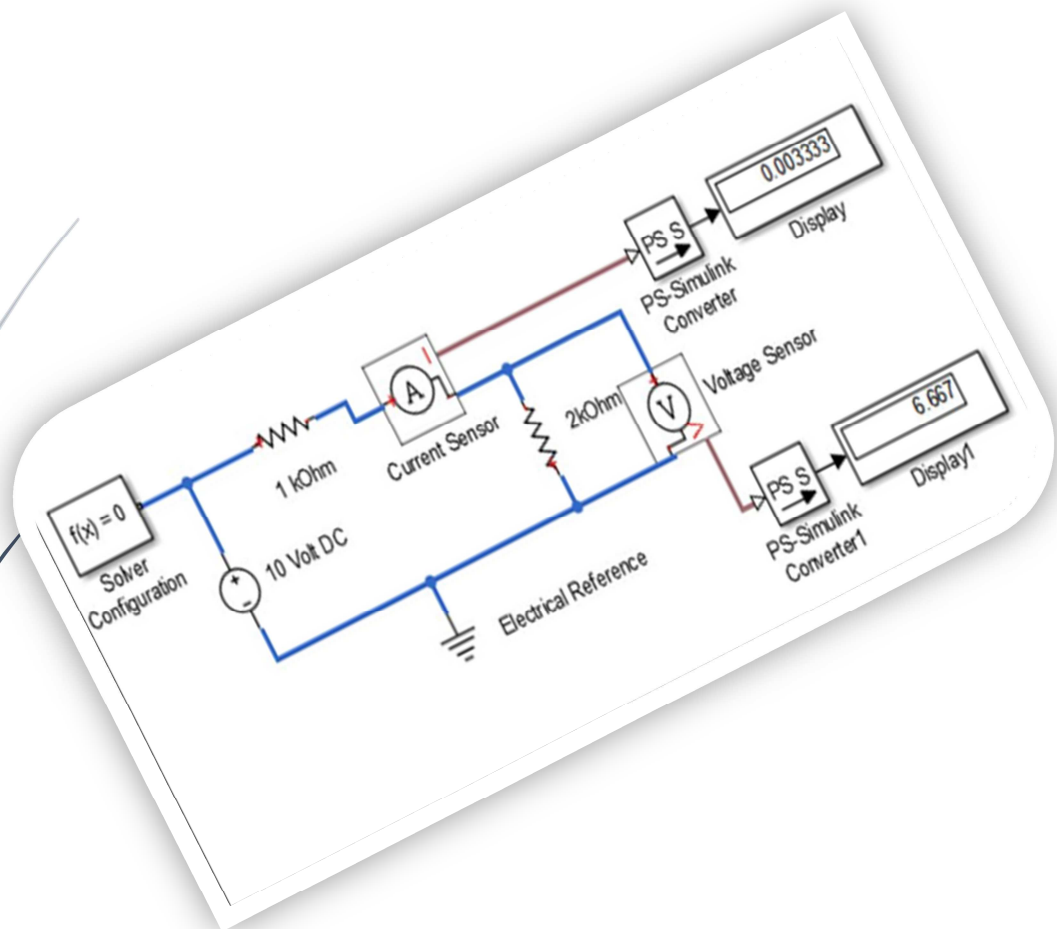 0.003333
Display
PS S
PS-Simulink
Converter
I
A
Current Sensor
1 kOhm
2kOhm
V
V
Voltage Sensor
6.667
Display1
PS S
PS-Simulink
Converter1
f(x) = 0
Solver
Configuration
+
-
10 Volt DC
Electrical Reference